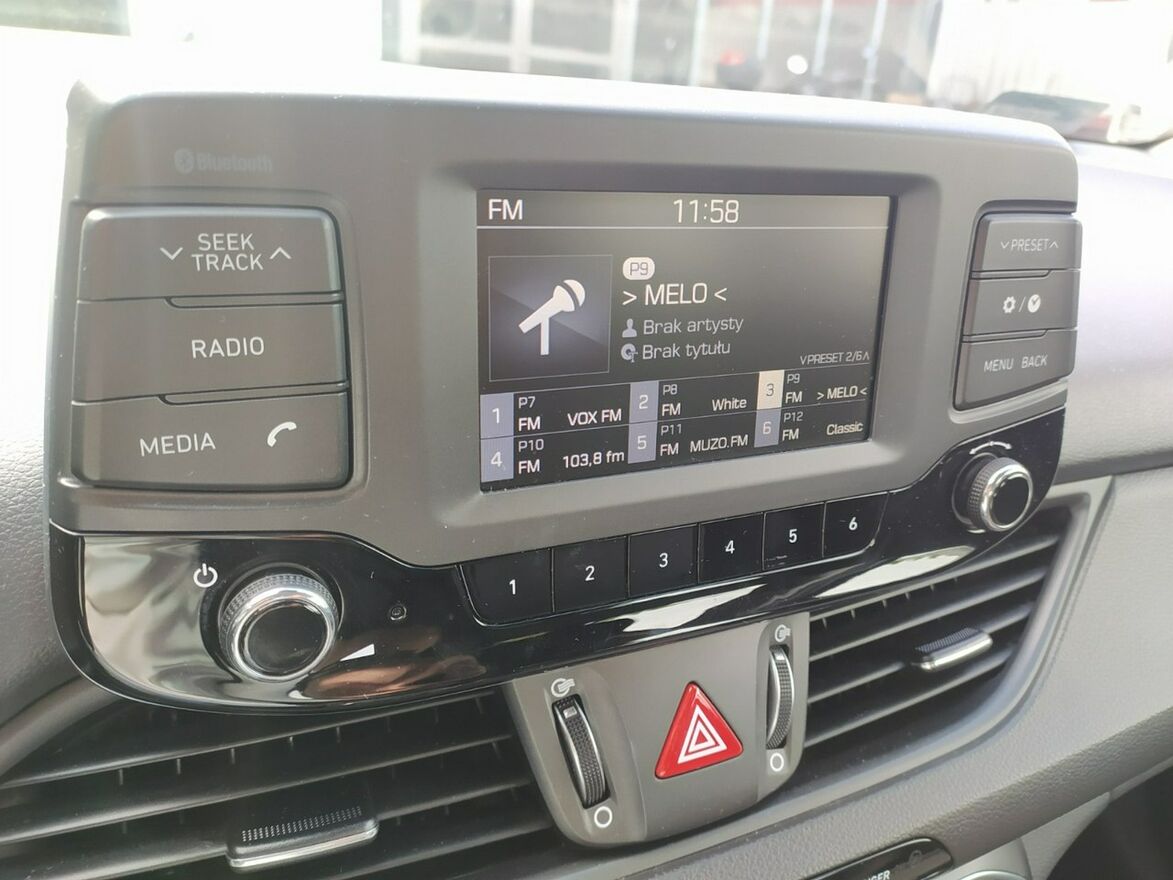 Bluetooth
SEEK
TRACK
RADIO
MEDIA
FM 11:58
P9
> MELO <
Brak artysty
Brak tytułu
PRESET 2/6
1 P7 FM VOX FM
2 P8 FM White
3 P9 FM > MELO <
4 P10 FM 103,8 fm
5 P11 FM MUZO.FM
6 P12 FM Classic
PRESET
MENU BACK
1 2 3 4 5 6